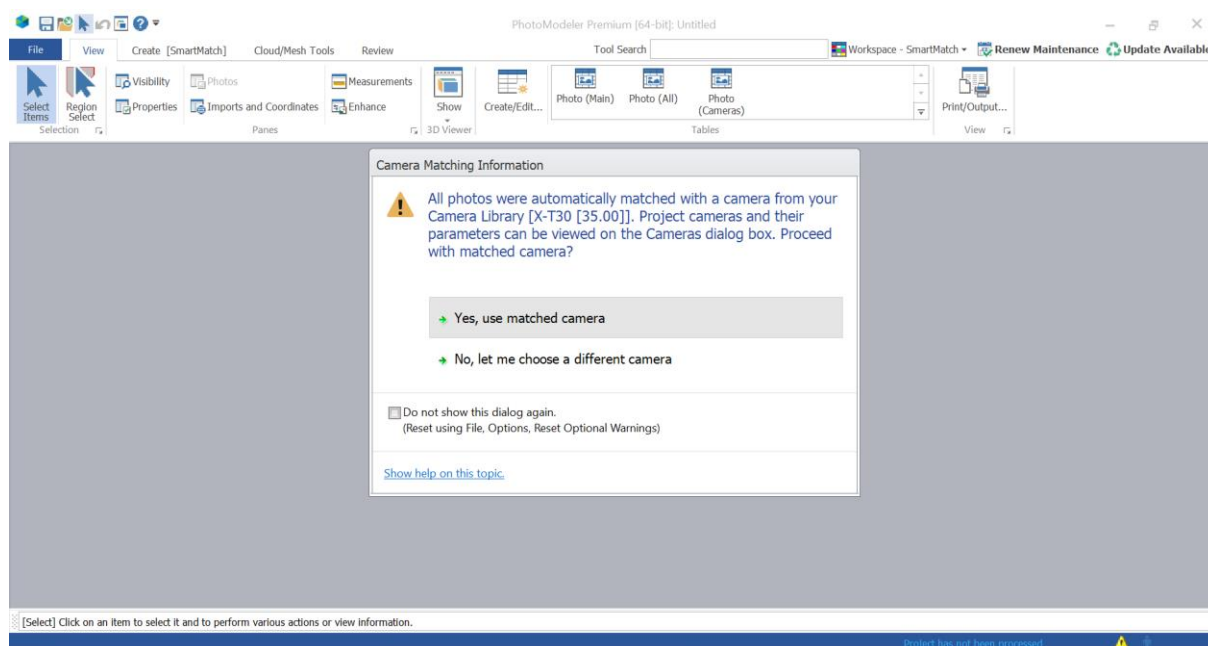 PhotoModeler Premium [64-bit]: Untitled
File View Create [SmartMatch] Cloud/Mesh Tools Review Tool Search Workspace - SmartMatch Renew Maintenance Update Available
Select Items
Region Select
Selection
Visibility
Properties
Photos
Imports and Coordinates
Measurements
Enhance
Panes
Show
3D Viewer
Create/Edit...
Photo (Main)
Photo (All)
Photo (Cameras)
Tables
Print/Output...
View
Camera Matching Information
All photos were automatically matched with a camera from your
Camera Library [X-T30 [35.00]]. Project cameras and their
parameters can be viewed on the Cameras dialog box. Proceed
with matched camera?
Yes, use matched camera
No, let me choose a different camera
Do not show this dialog again.
(Reset using File, Options, Reset Optional Warnings)
Show help on this topic.
[Select] Click on an item to select it and to perform various actions or view information.
Project has not been processed